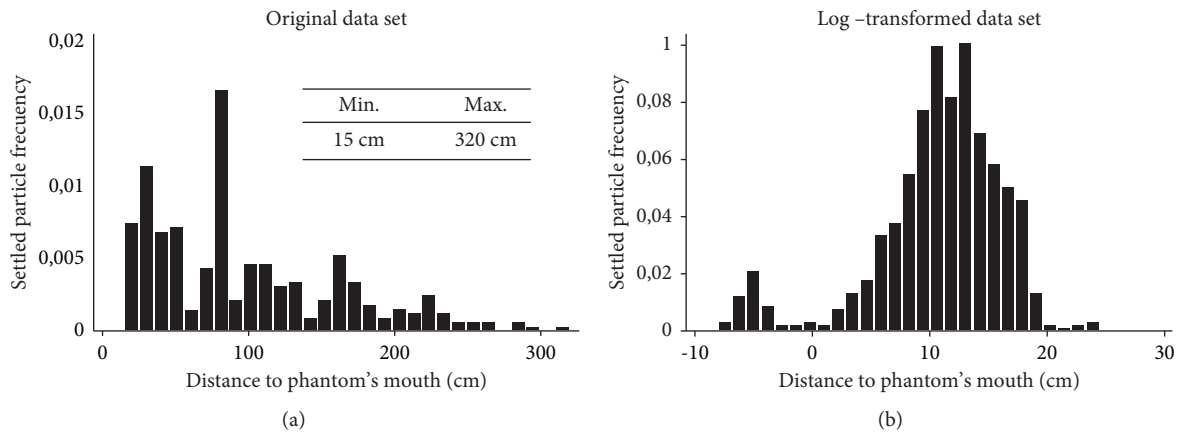 Original data set
Settled particle frecuency
0,02
0,015
0,01
0,005
0
Min. Max.
15 cm 320 cm
0 100 200 300
Distance to phantom's mouth (cm)
(a)
Log –transformed data set
Settled particle frecuency
1
0,08
0,06
0,04
0,02
0
-10 0 10 20 30
Distance to phantom's mouth (cm)
(b)